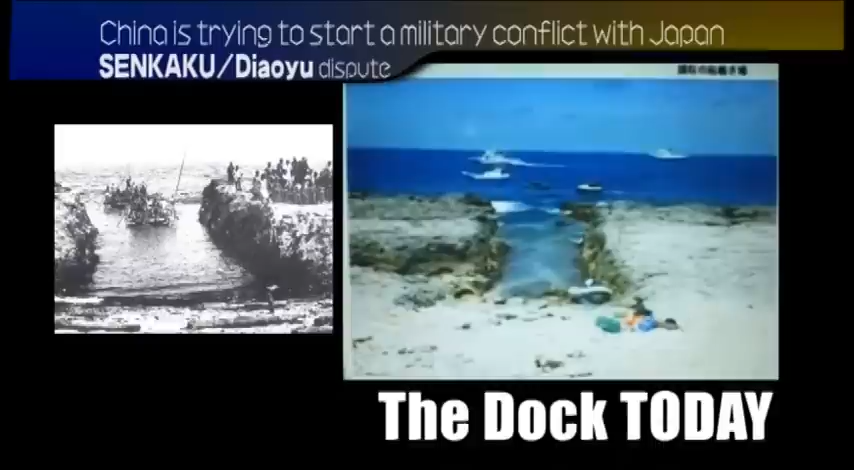 China is trying to start a military conflict with Japan
SENKAKU/Diaoyu dispute
The Dock TODAY